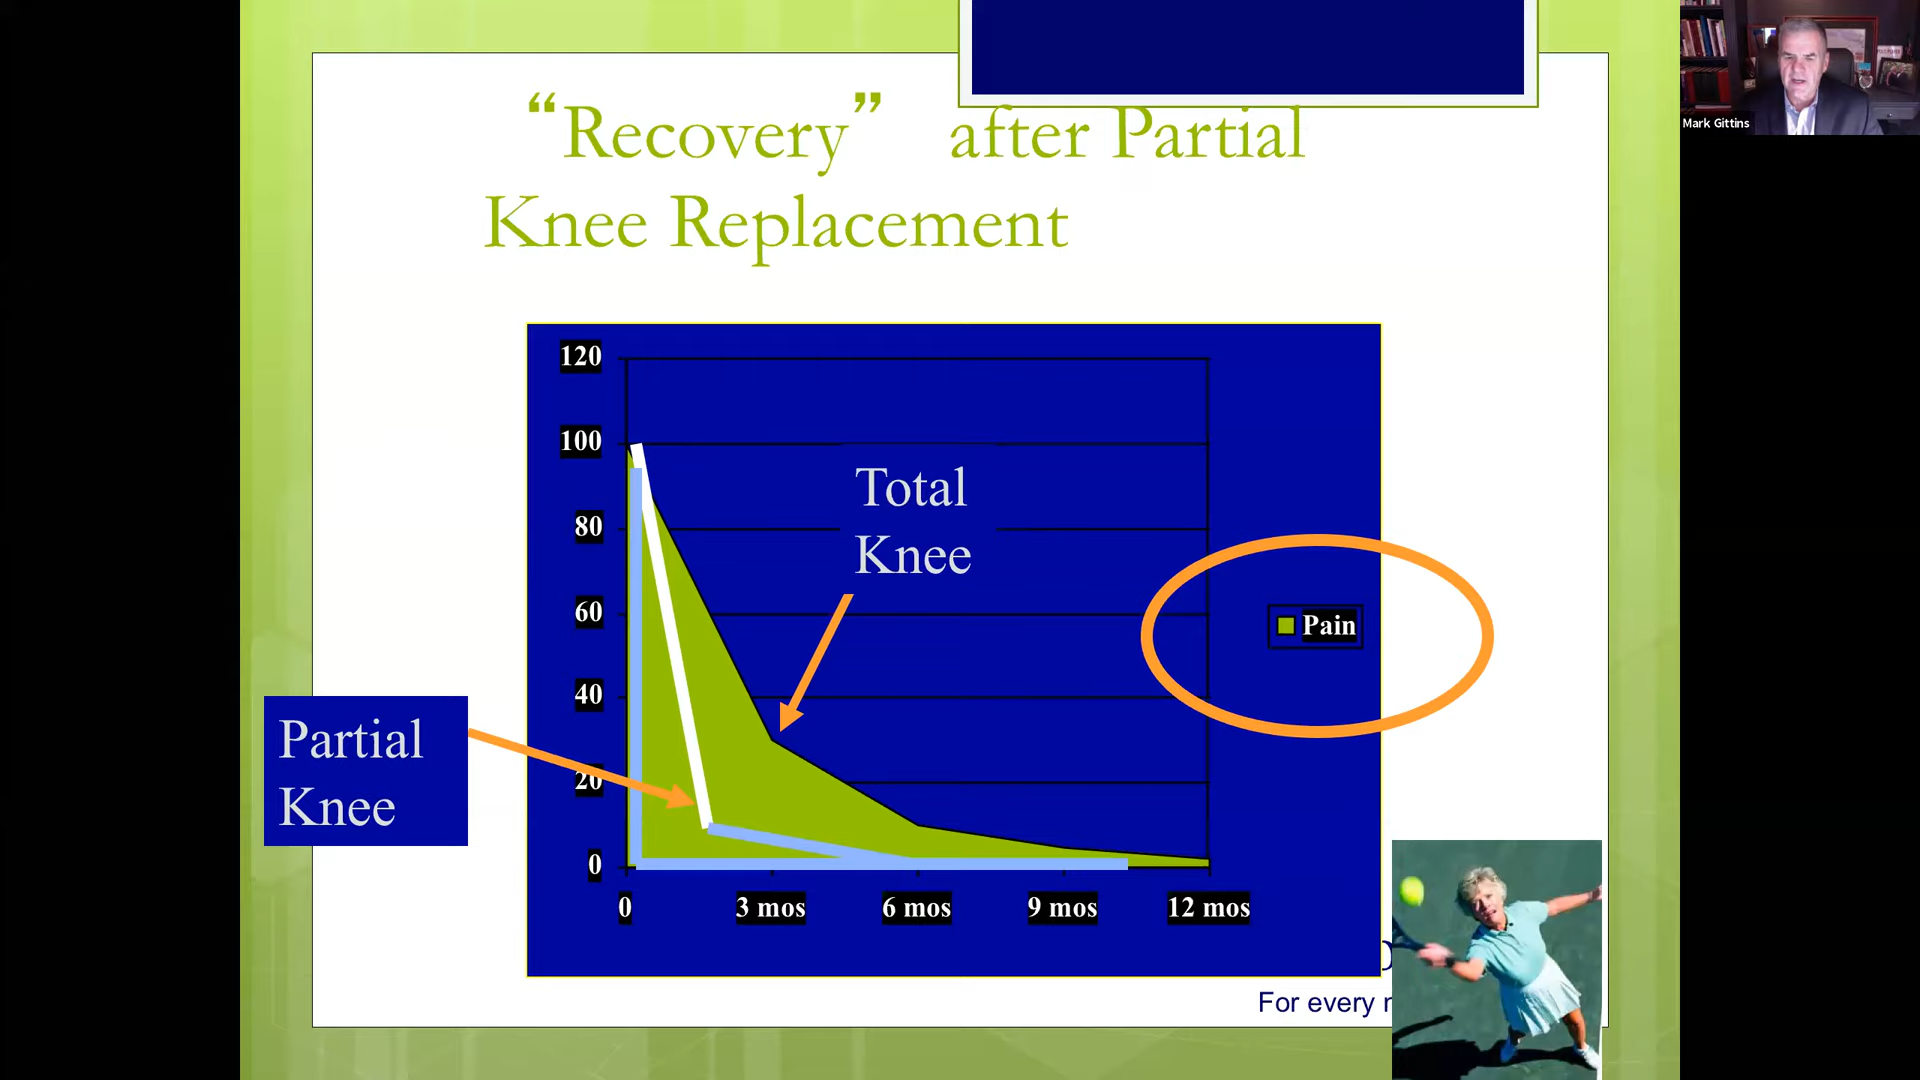 “Recovery” after Partial
Knee Replacement
Mark Gittins
120
100
80
60
40
20
0
Total
Knee
Pain
Partial
Knee
0
3 mos
6 mos
9 mos
12 mos
For every